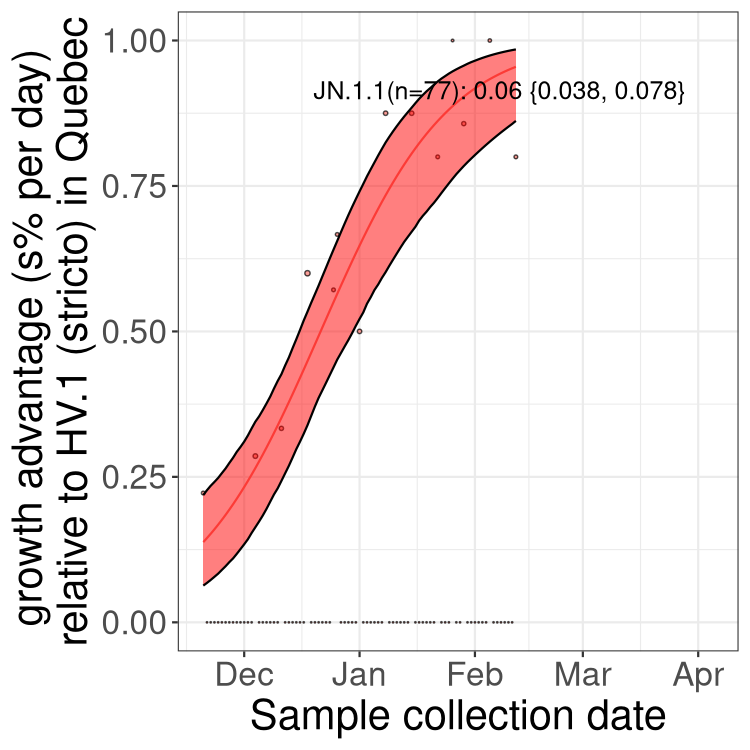 growth advantage (s% per day)
relative to HV.1 (stricto) in Quebec
1.00
0.75
0.50
0.25
0.00
JN.1.1(n=77): 0.06 {0.038, 0.078}
Dec Jan Feb Mar Apr
Sample collection date